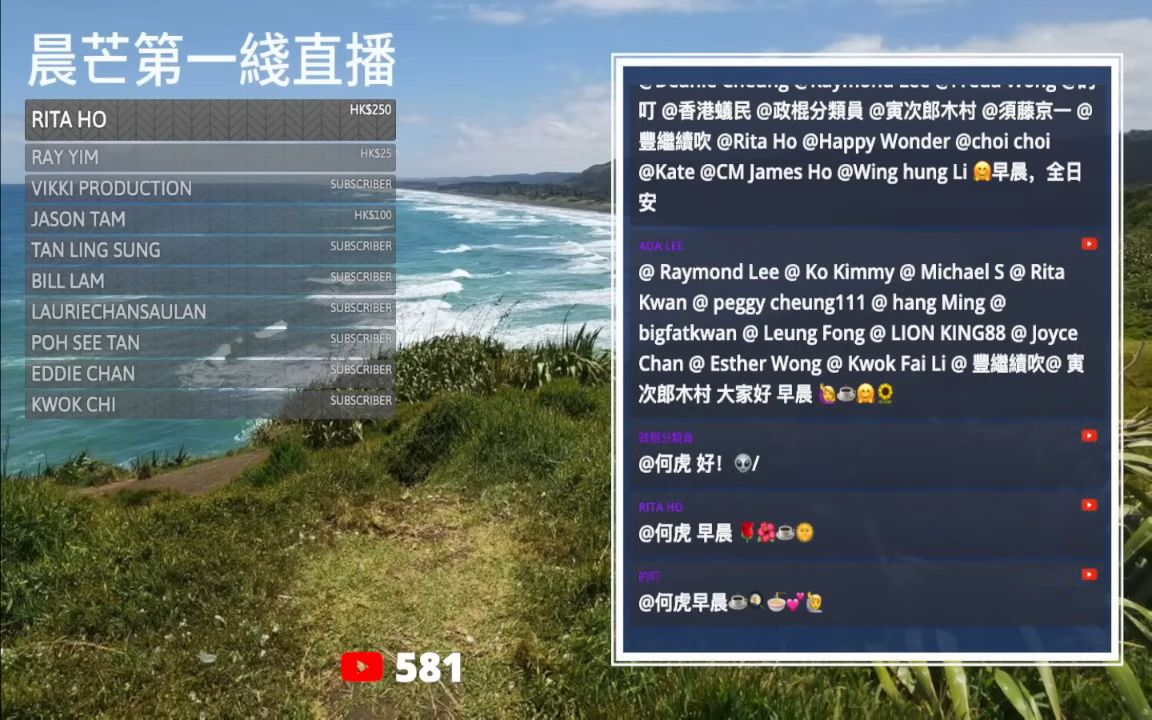 晨芒第一綫直播
RITA HO HK$250
RAY YIM HK$25
VIKKI PRODUCTION SUBSCRIBER
JASON TAM HK$100
TAN LING SUNG SUBSCRIBER
BILL LAM SUBSCRIBER
LAURIECHANSAULAN SUBSCRIBER
POH SEE TAN SUBSCRIBER
EDDIE CHAN SUBSCRIBER
KWOK CHI SUBSCRIBER
581
叮 @香港蟻民 @政棍分類員 @寅次郎木村 @須藤京一 @
豐繼續吹 @Rita Ho @Happy Wonder @choi choi
@Kate @CM James Ho @Wing hung Li 🤗早晨，全日
安
ADA LEE
@ Raymond Lee @ Ko Kimmy @ Michael S @ Rita
Kwan @ peggy cheung111 @ hang Ming @
bigfatkwan @ Leung Fong @ LION KING88 @ Joyce
Chan @ Esther Wong @ Kwok Fai Li @ 豐繼續吹@ 寅
次郎木村 大家好 早晨 🙋☕🤗🌻
政棍分類員
@何虎 好！ 👽/
RITA HO
@何虎 早晨 🌹🌺☕🌞
的叮
@何虎早晨☕🍳🍜💕🙋